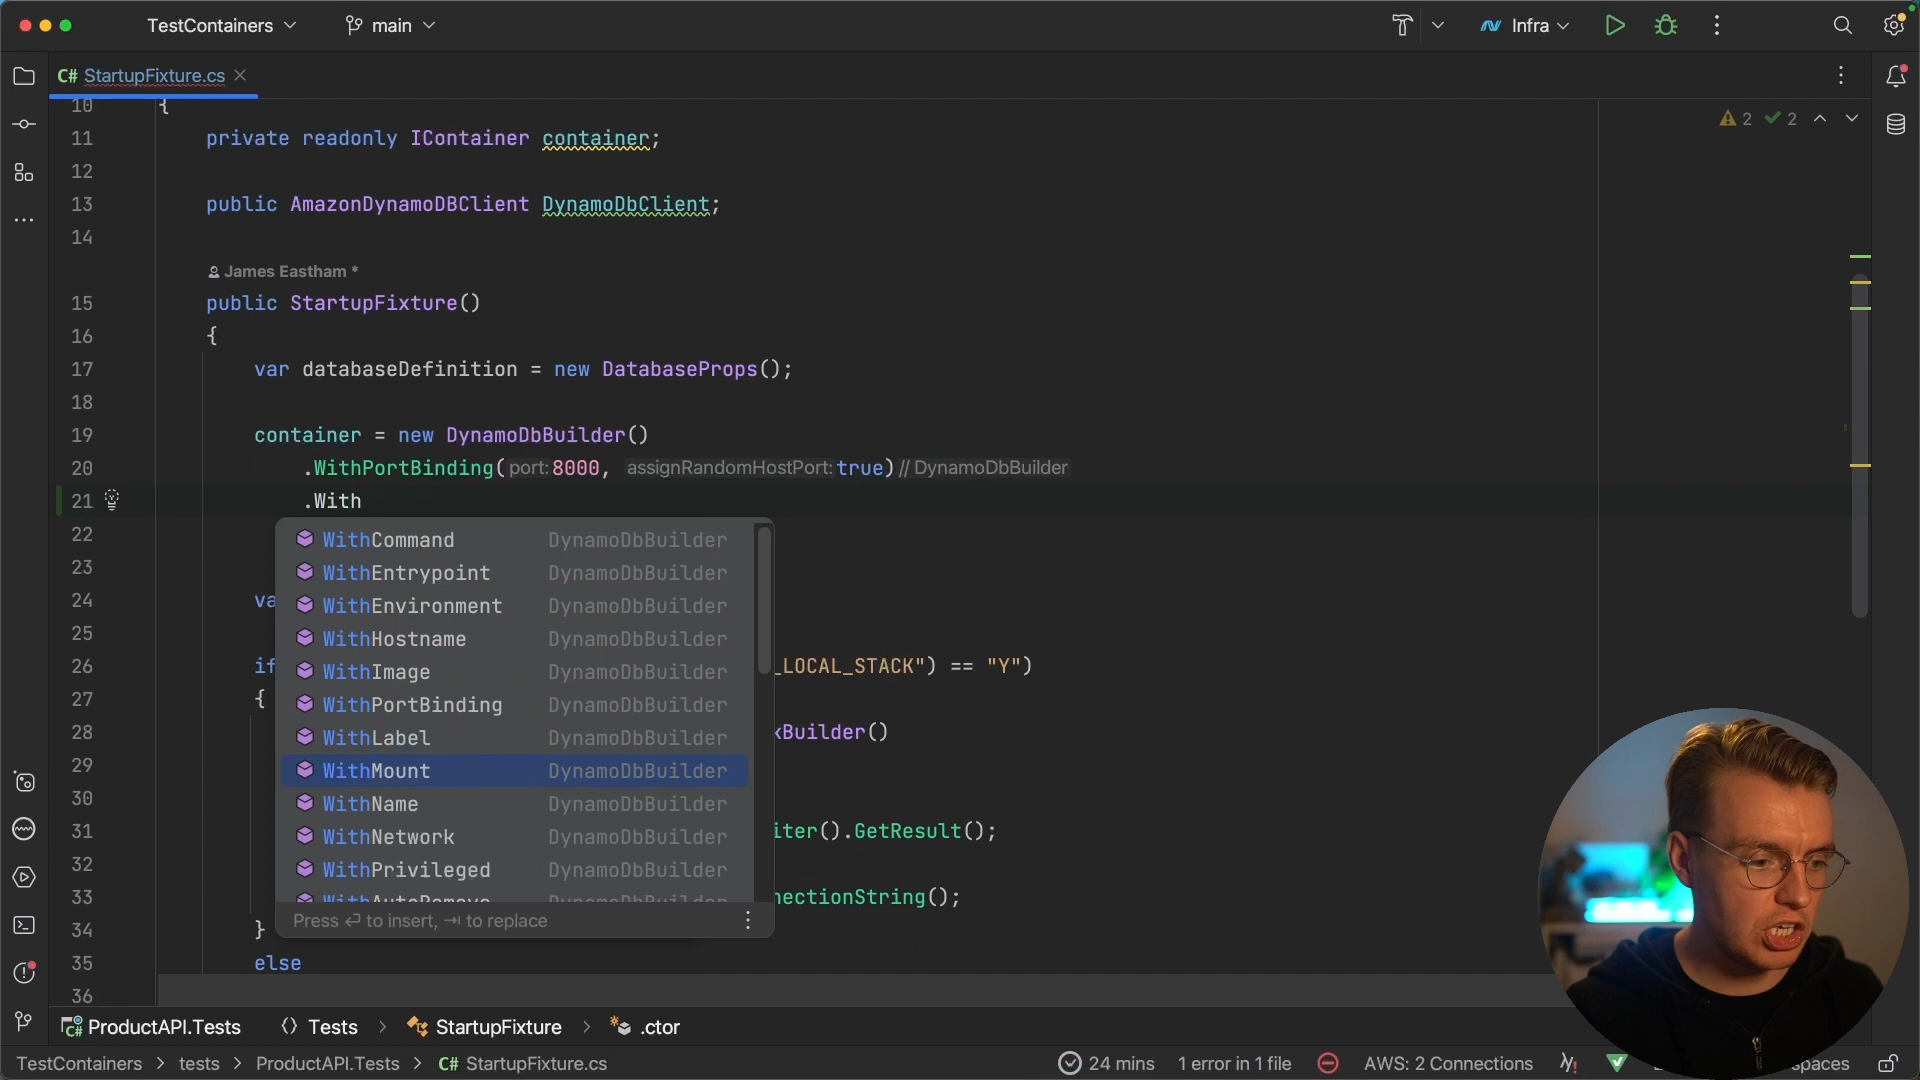 TestContainers
main
Infra
C# StartupFixture.cs
2 2
10 {
11 private readonly IContainer container;
12
13 public AmazonDynamoDBClient DynamoDbClient;
14
James Eastham *
15 public StartupFixture()
16 {
17 var databaseDefinition = new DatabaseProps();
18
19 container = new DynamoDbBuilder()
20 .WithPortBinding( port: 8000, assignRandomHostPort: true) // DynamoDbBuilder
21 .With
22
23
24 va
25
26 if _LOCAL_STACK") == "Y")
27 {
28 kBuilder()
29
30
31 iter().GetResult();
32
33 nectionString();
34 }
35 else
36
WithCommand DynamoDbBuilder
WithEntrypoint DynamoDbBuilder
WithEnvironment DynamoDbBuilder
WithHostname DynamoDbBuilder
WithImage DynamoDbBuilder
WithPortBinding DynamoDbBuilder
WithLabel DynamoDbBuilder
WithMount DynamoDbBuilder
WithName DynamoDbBuilder
WithNetwork DynamoDbBuilder
WithPrivileged DynamoDbBuilder
WithAutoRemove DynamoDbBuilder
Press ↵ to insert, ⇥ to replace
C# ProductAPI.Tests <> Tests > StartupFixture > .ctor
TestContainers > tests > ProductAPI.Tests > C# StartupFixture.cs
24 mins 1 error in 1 file AWS: 2 Connections spaces